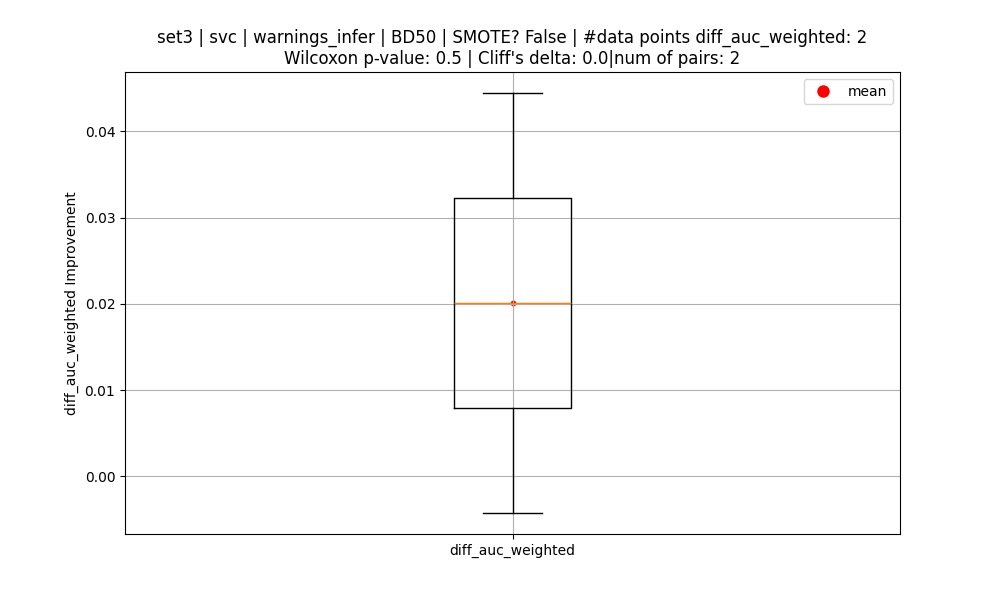 set3 | svc | warnings_infer | BD50 | SMOTE? False | #data points diff_auc_weighted: 2
Wilcoxon p-value: 0.5 | Cliff's delta: 0.0|num of pairs: 2
mean
0.04
0.03
0.02
0.01
0.00
diff_auc_weighted Improvement
diff_auc_weighted